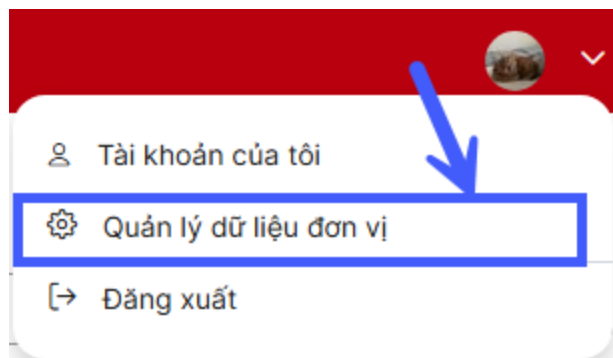 Tài khoản của tôi
Quản lý dữ liệu đơn vị
Đăng xuất